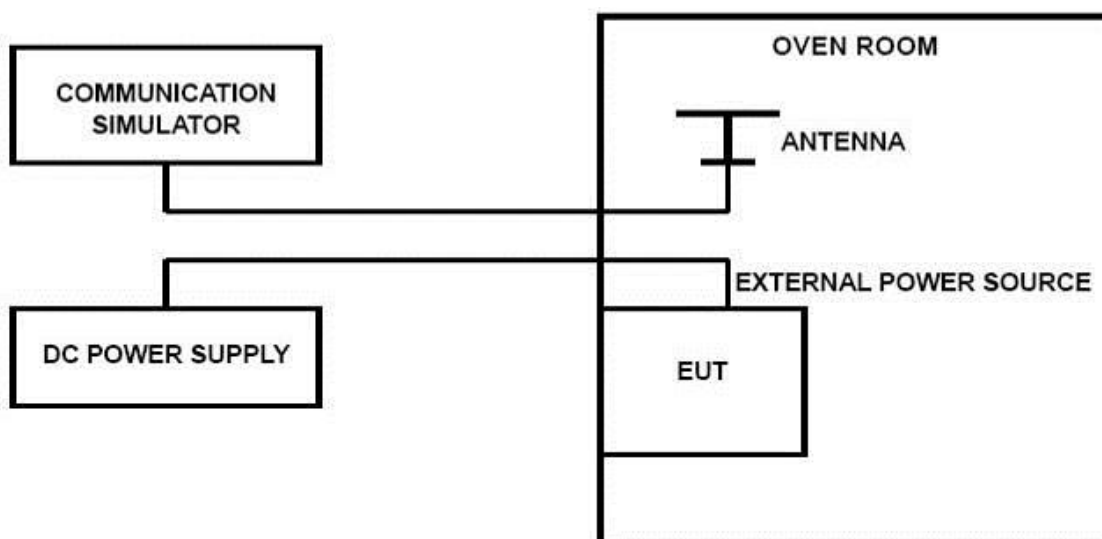 OVEN ROOM
COMMUNICATION
SIMULATOR
ANTENNA
EXTERNAL POWER SOURCE
DC POWER SUPPLY
EUT